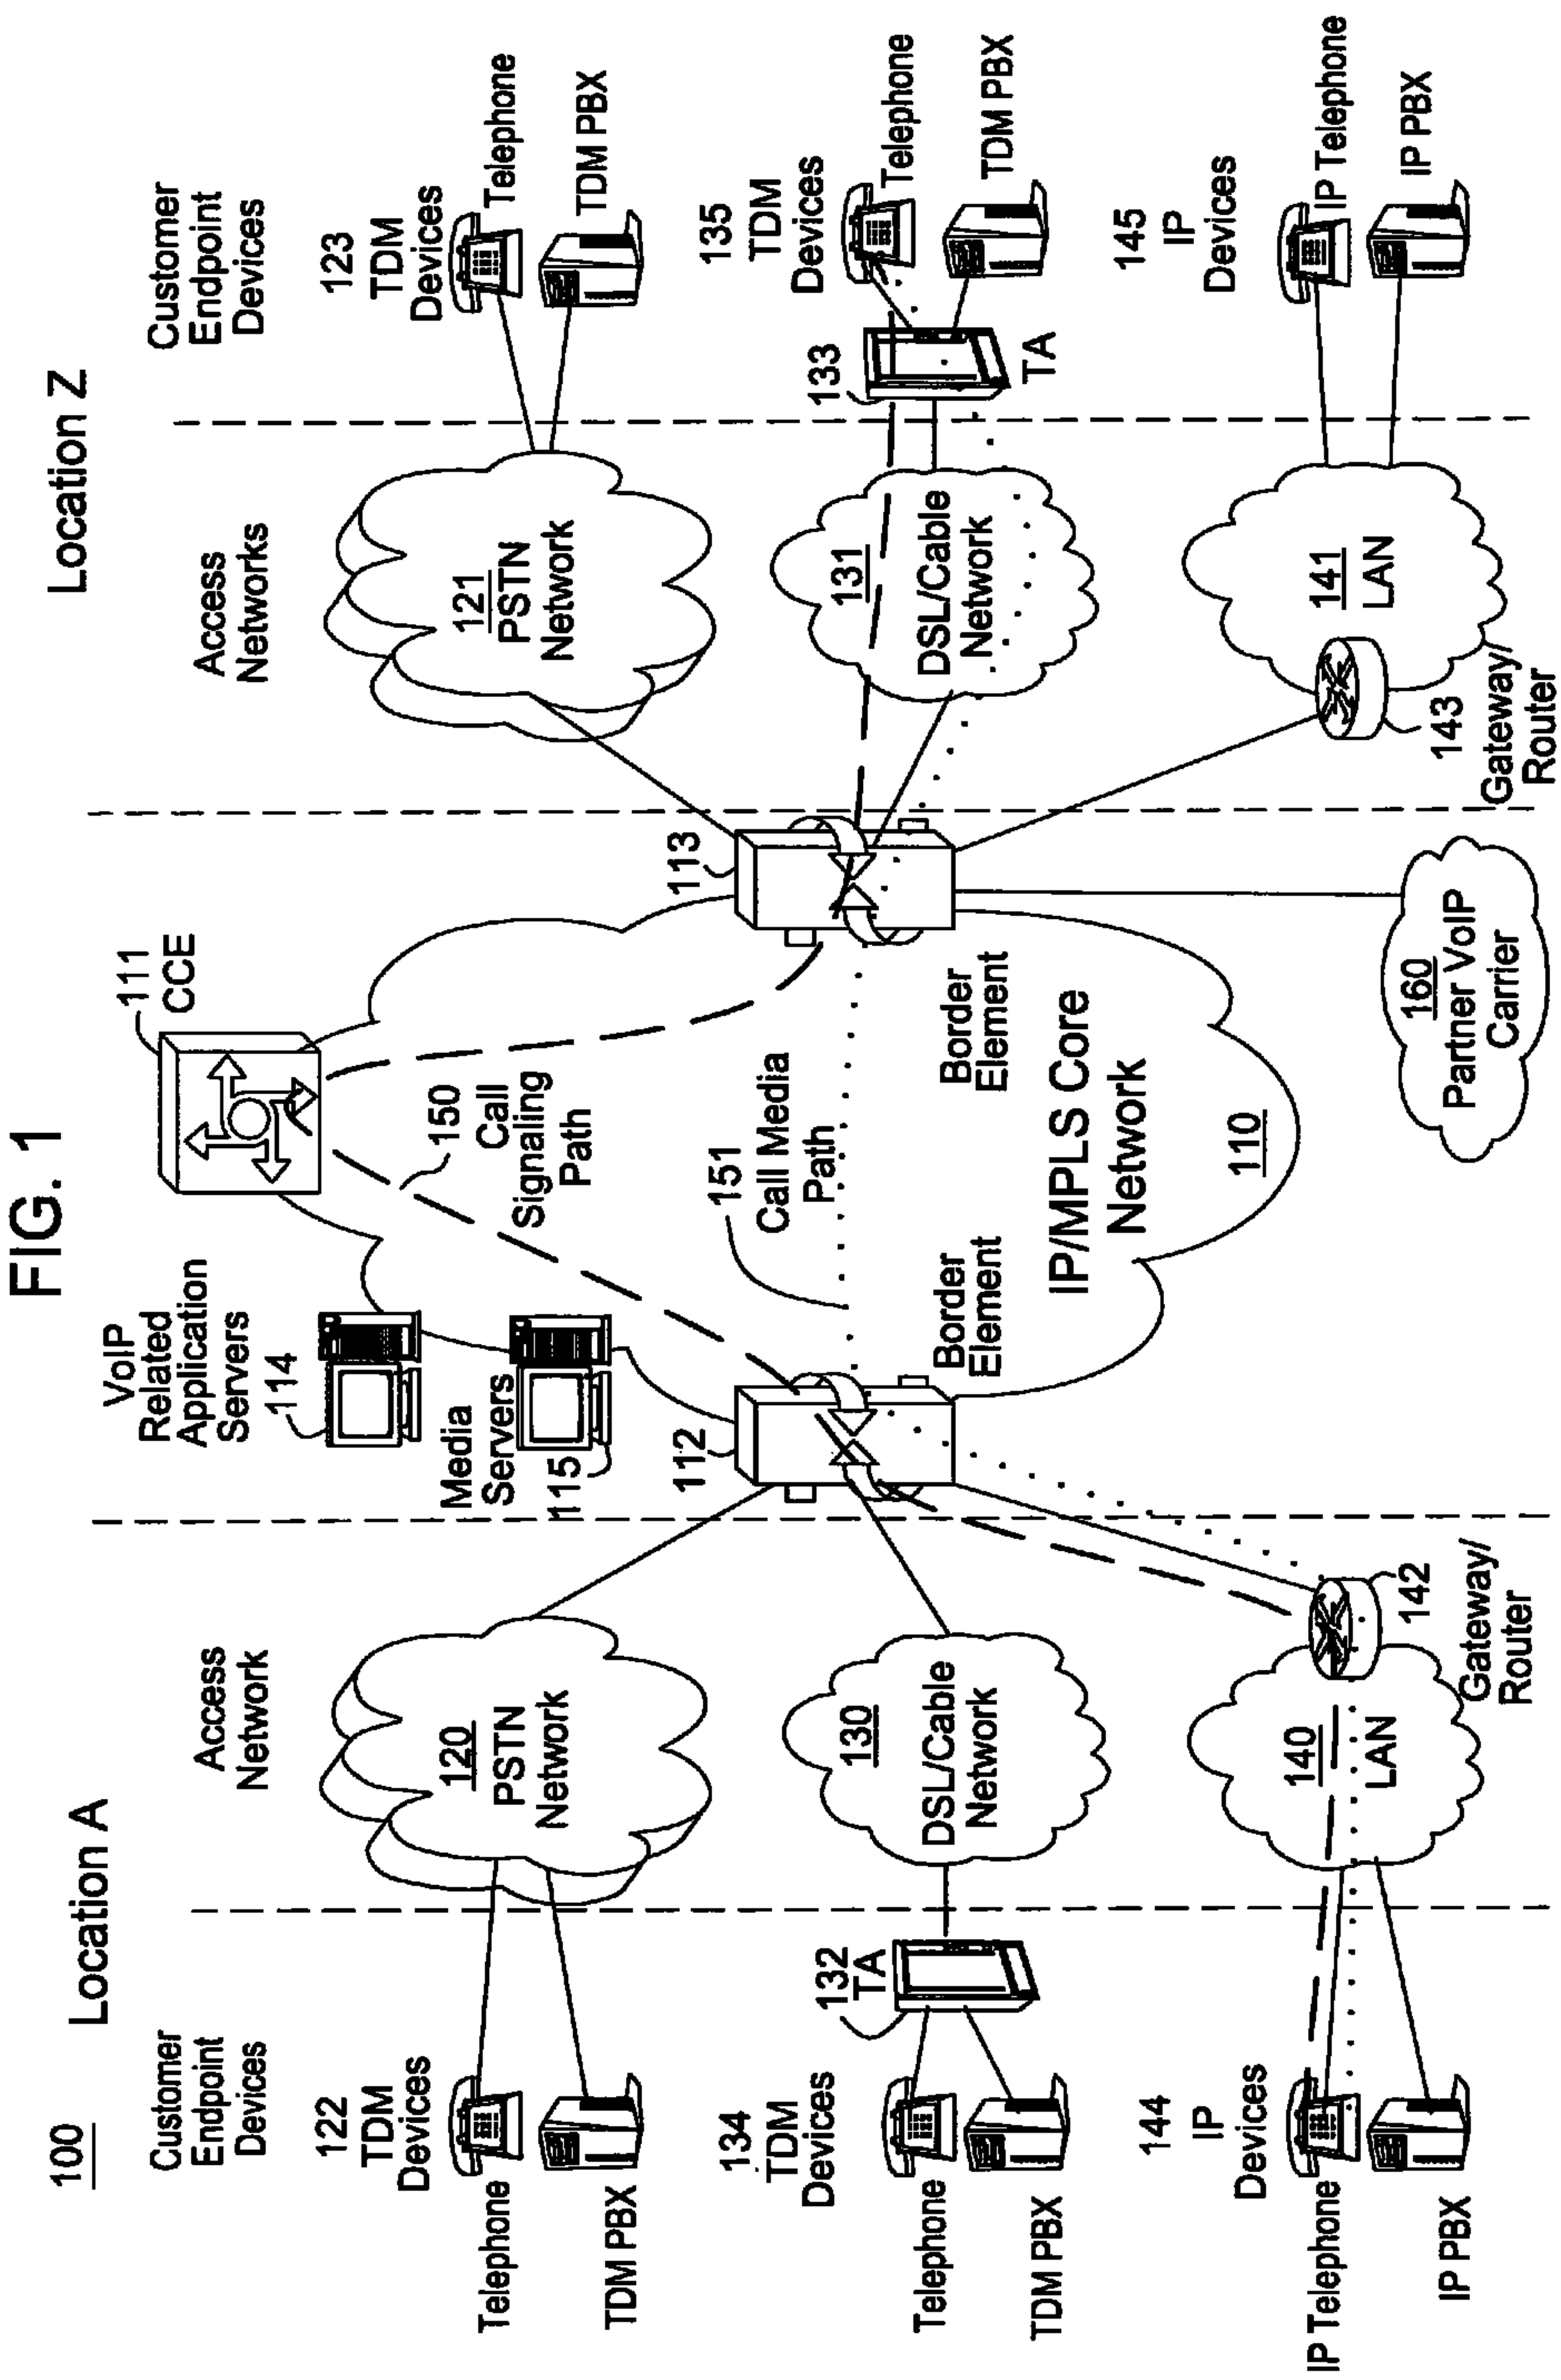 FIG. 1
100
Location A
Location Z
Customer
Endpoint
Devices
Access
Network
VoIP
Related
Application
Servers
114
111
CCE
Access
Networks
Customer
Endpoint
Devices
122
TDM
Devices
Telephone
TDM PBX
120
PSTN
Network
Media
Servers
115
150
Call
Signaling
Path
121
PSTN
Network
123
TDM
Devices
Telephone
TDM PBX
112
113
134
TDM
Devices
Telephone
TDM PBX
132
TA
130
DSL/Cable
Network
151
Call Media
Path
Border
Element
Border
Element
131
DSL/Cable
Network
133
TA
135
TDM
Devices
Telephone
TDM PBX
IP/MPLS Core
Network
110
144
IP
Devices
IP Telephone
IP PBX
140
LAN
142
Gateway/
Router
160
Partner VoIP
Carrier
141
LAN
143
Gateway/
Router
145
IP
Devices
IP Telephone
IP PBX